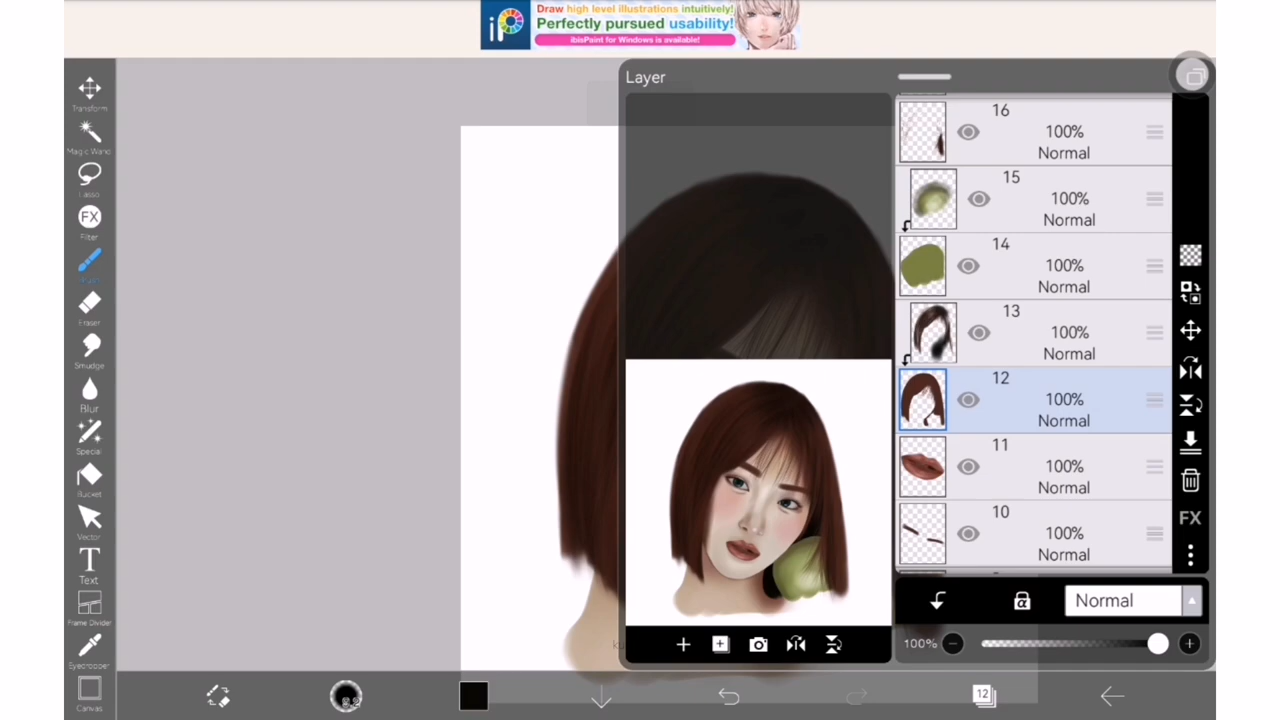 Draw high level illustrations intuitively!
Perfectly pursued usability!
ibisPaint for Windows is available!
Layer
Transform
Magic Wand
Lasso
FX
Filter
Eraser
Smudge
Blur
Special
Bucket
Vector
T
Text
Frame Divider
Eyedropper
Canvas
16
100%
Normal
15
100%
Normal
14
100%
Normal
13
100%
Normal
12
100%
Normal
11
100%
Normal
10
100%
Normal
FX
Normal
100%
12